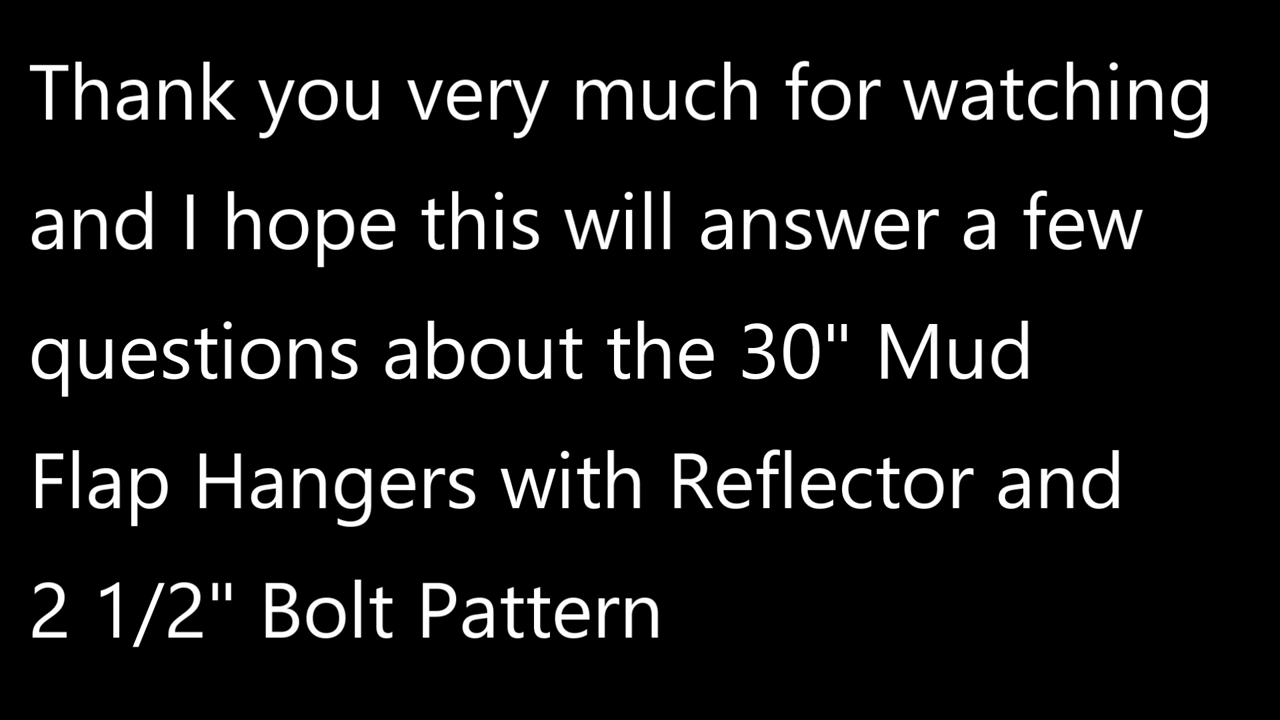 Thank you very much for watching
and I hope this will answer a few
questions about the 30" Mud
Flap Hangers with Reflector and
2 1/2" Bolt Pattern